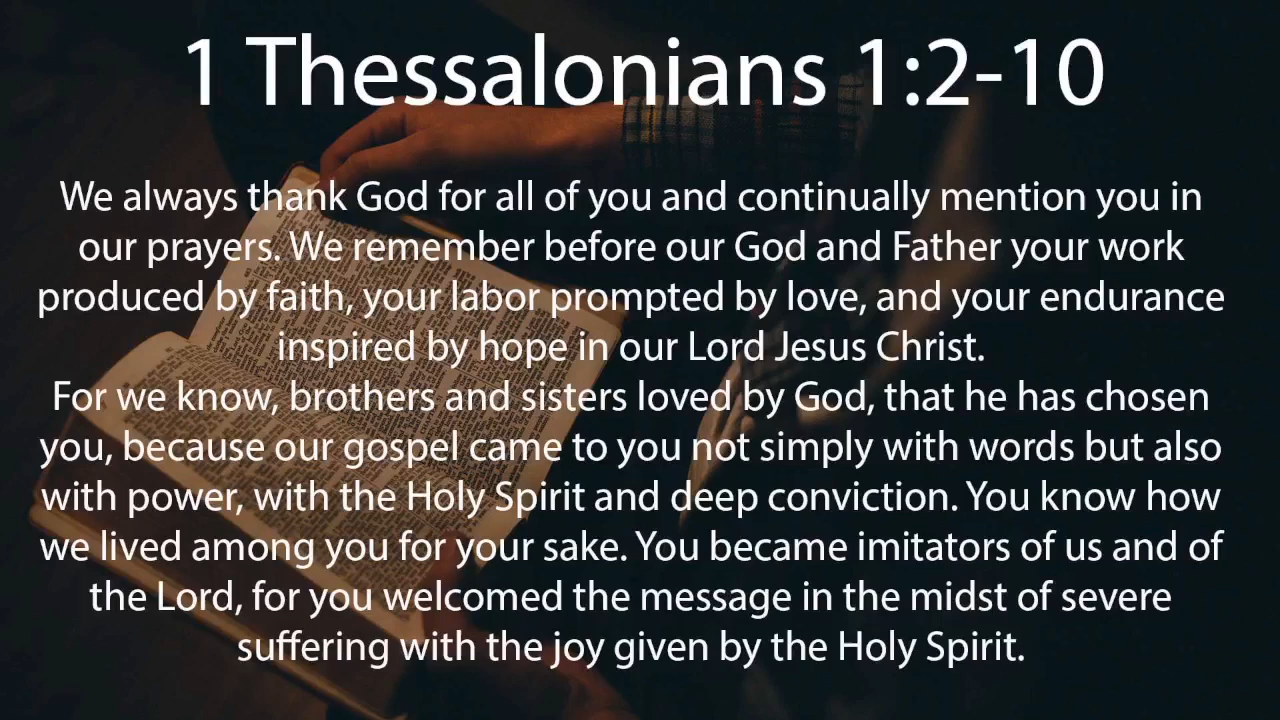 1 Thessalonians 1:2-10
We always thank God for all of you and continually mention you in
our prayers. We remember before our God and Father your work
produced by faith, your labor prompted by love, and your endurance
inspired by hope in our Lord Jesus Christ.
For we know, brothers and sisters loved by God, that he has chosen
you, because our gospel came to you not simply with words but also
with power, with the Holy Spirit and deep conviction. You know how
we lived among you for your sake. You became imitators of us and of
the Lord, for you welcomed the message in the midst of severe
suffering with the joy given by the Holy Spirit.